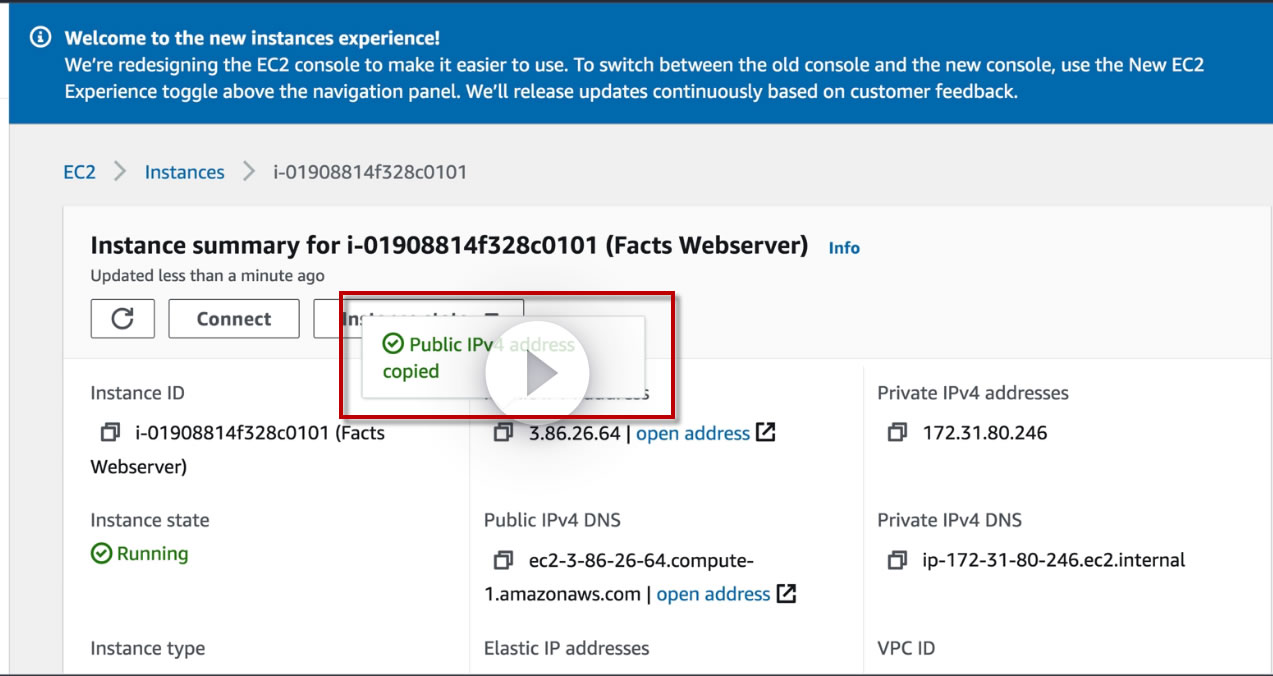 Welcome to the new instances experience!
We're redesigning the EC2 console to make it easier to use. To switch between the old console and the new console, use the New EC2
Experience toggle above the navigation panel. We'll release updates continuously based on customer feedback.
EC2 > Instances > i-01908814f328c0101
Instance summary for i-01908814f328c0101 (Facts Webserver) Info
Updated less than a minute ago
Connect
Public IPv4 address
copied
Instance ID
i-01908814f328c0101 (Facts
Webserver)
3.86.26.64 | open address
Private IPv4 addresses
172.31.80.246
Instance state
Running
Public IPv4 DNS
ec2-3-86-26-64.compute-
1.amazonaws.com | open address
Private IPv4 DNS
ip-172-31-80-246.ec2.internal
Instance type
Elastic IP addresses
VPC ID